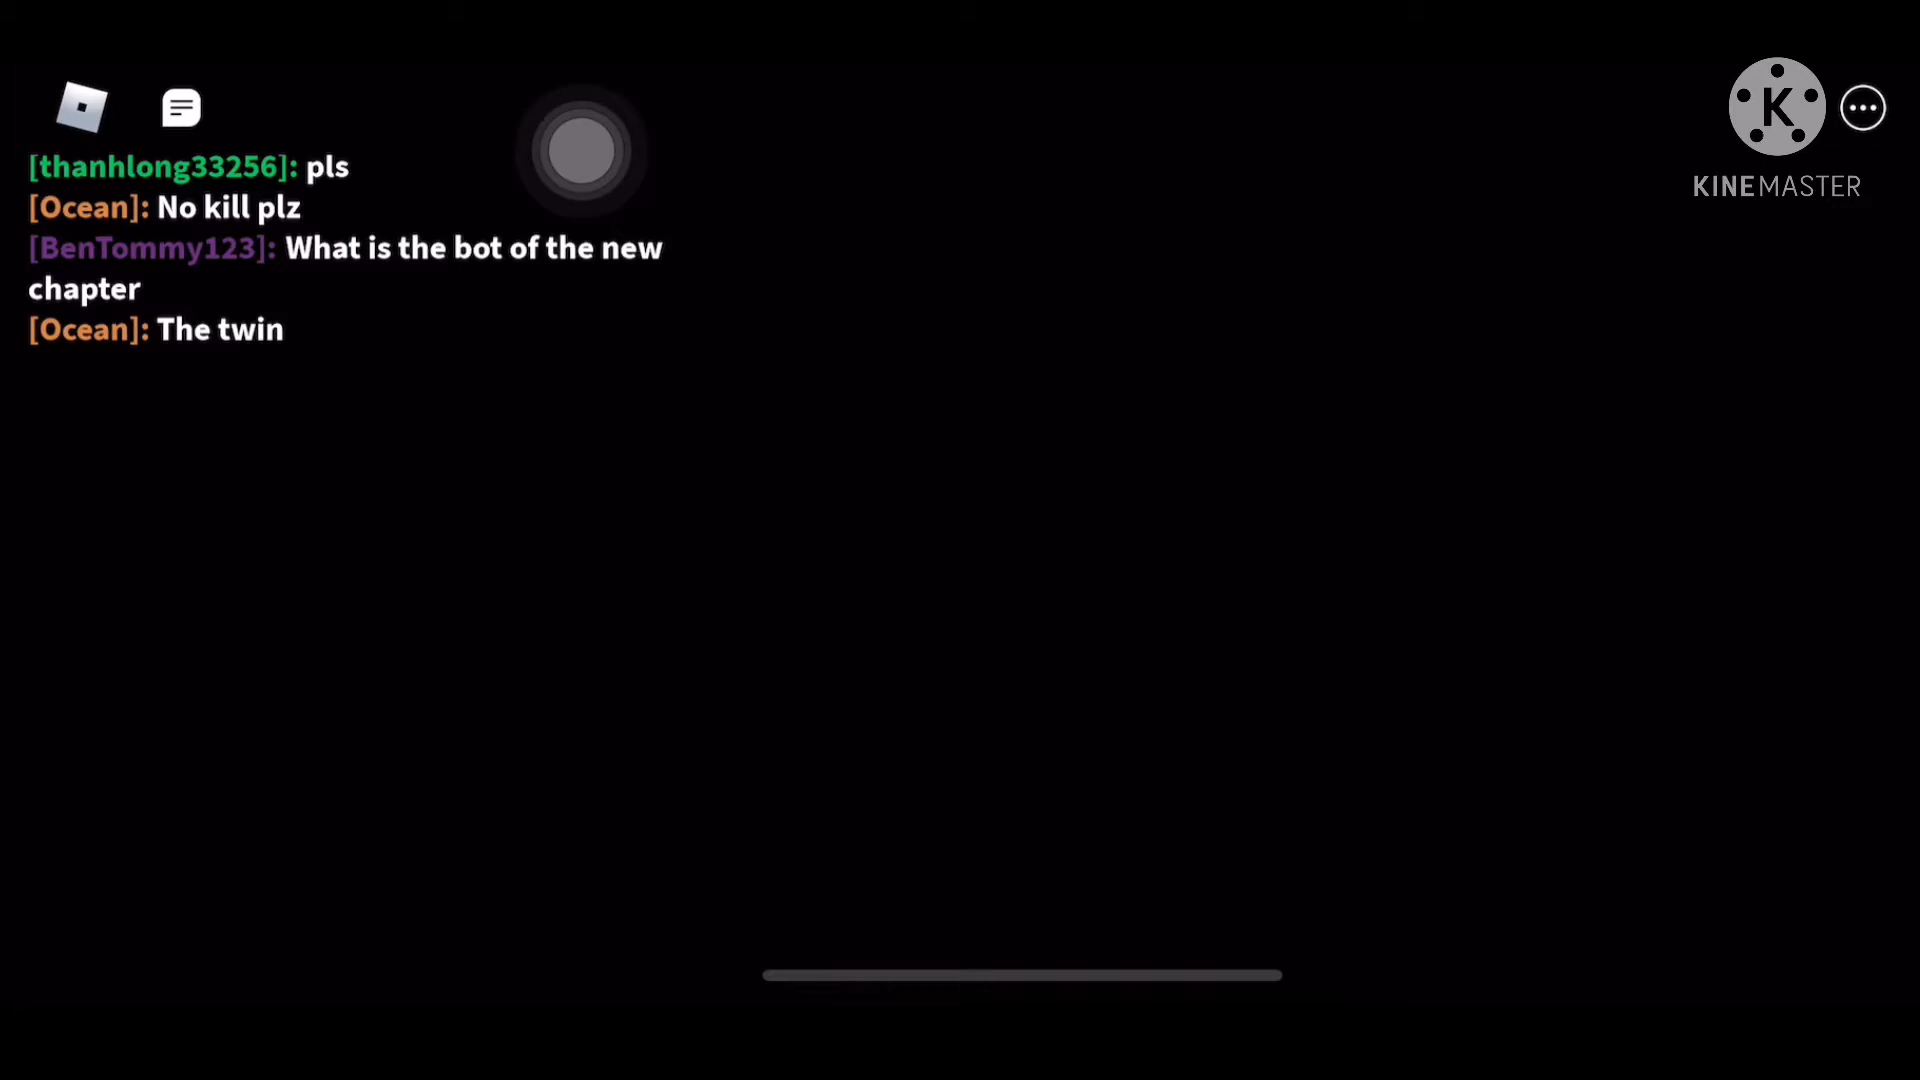 [thanhlong33256]: pls
[Ocean]: No kill plz
[BenTommy123]: What is the bot of the new
chapter
[Ocean]: The twin
K
KINEMASTER